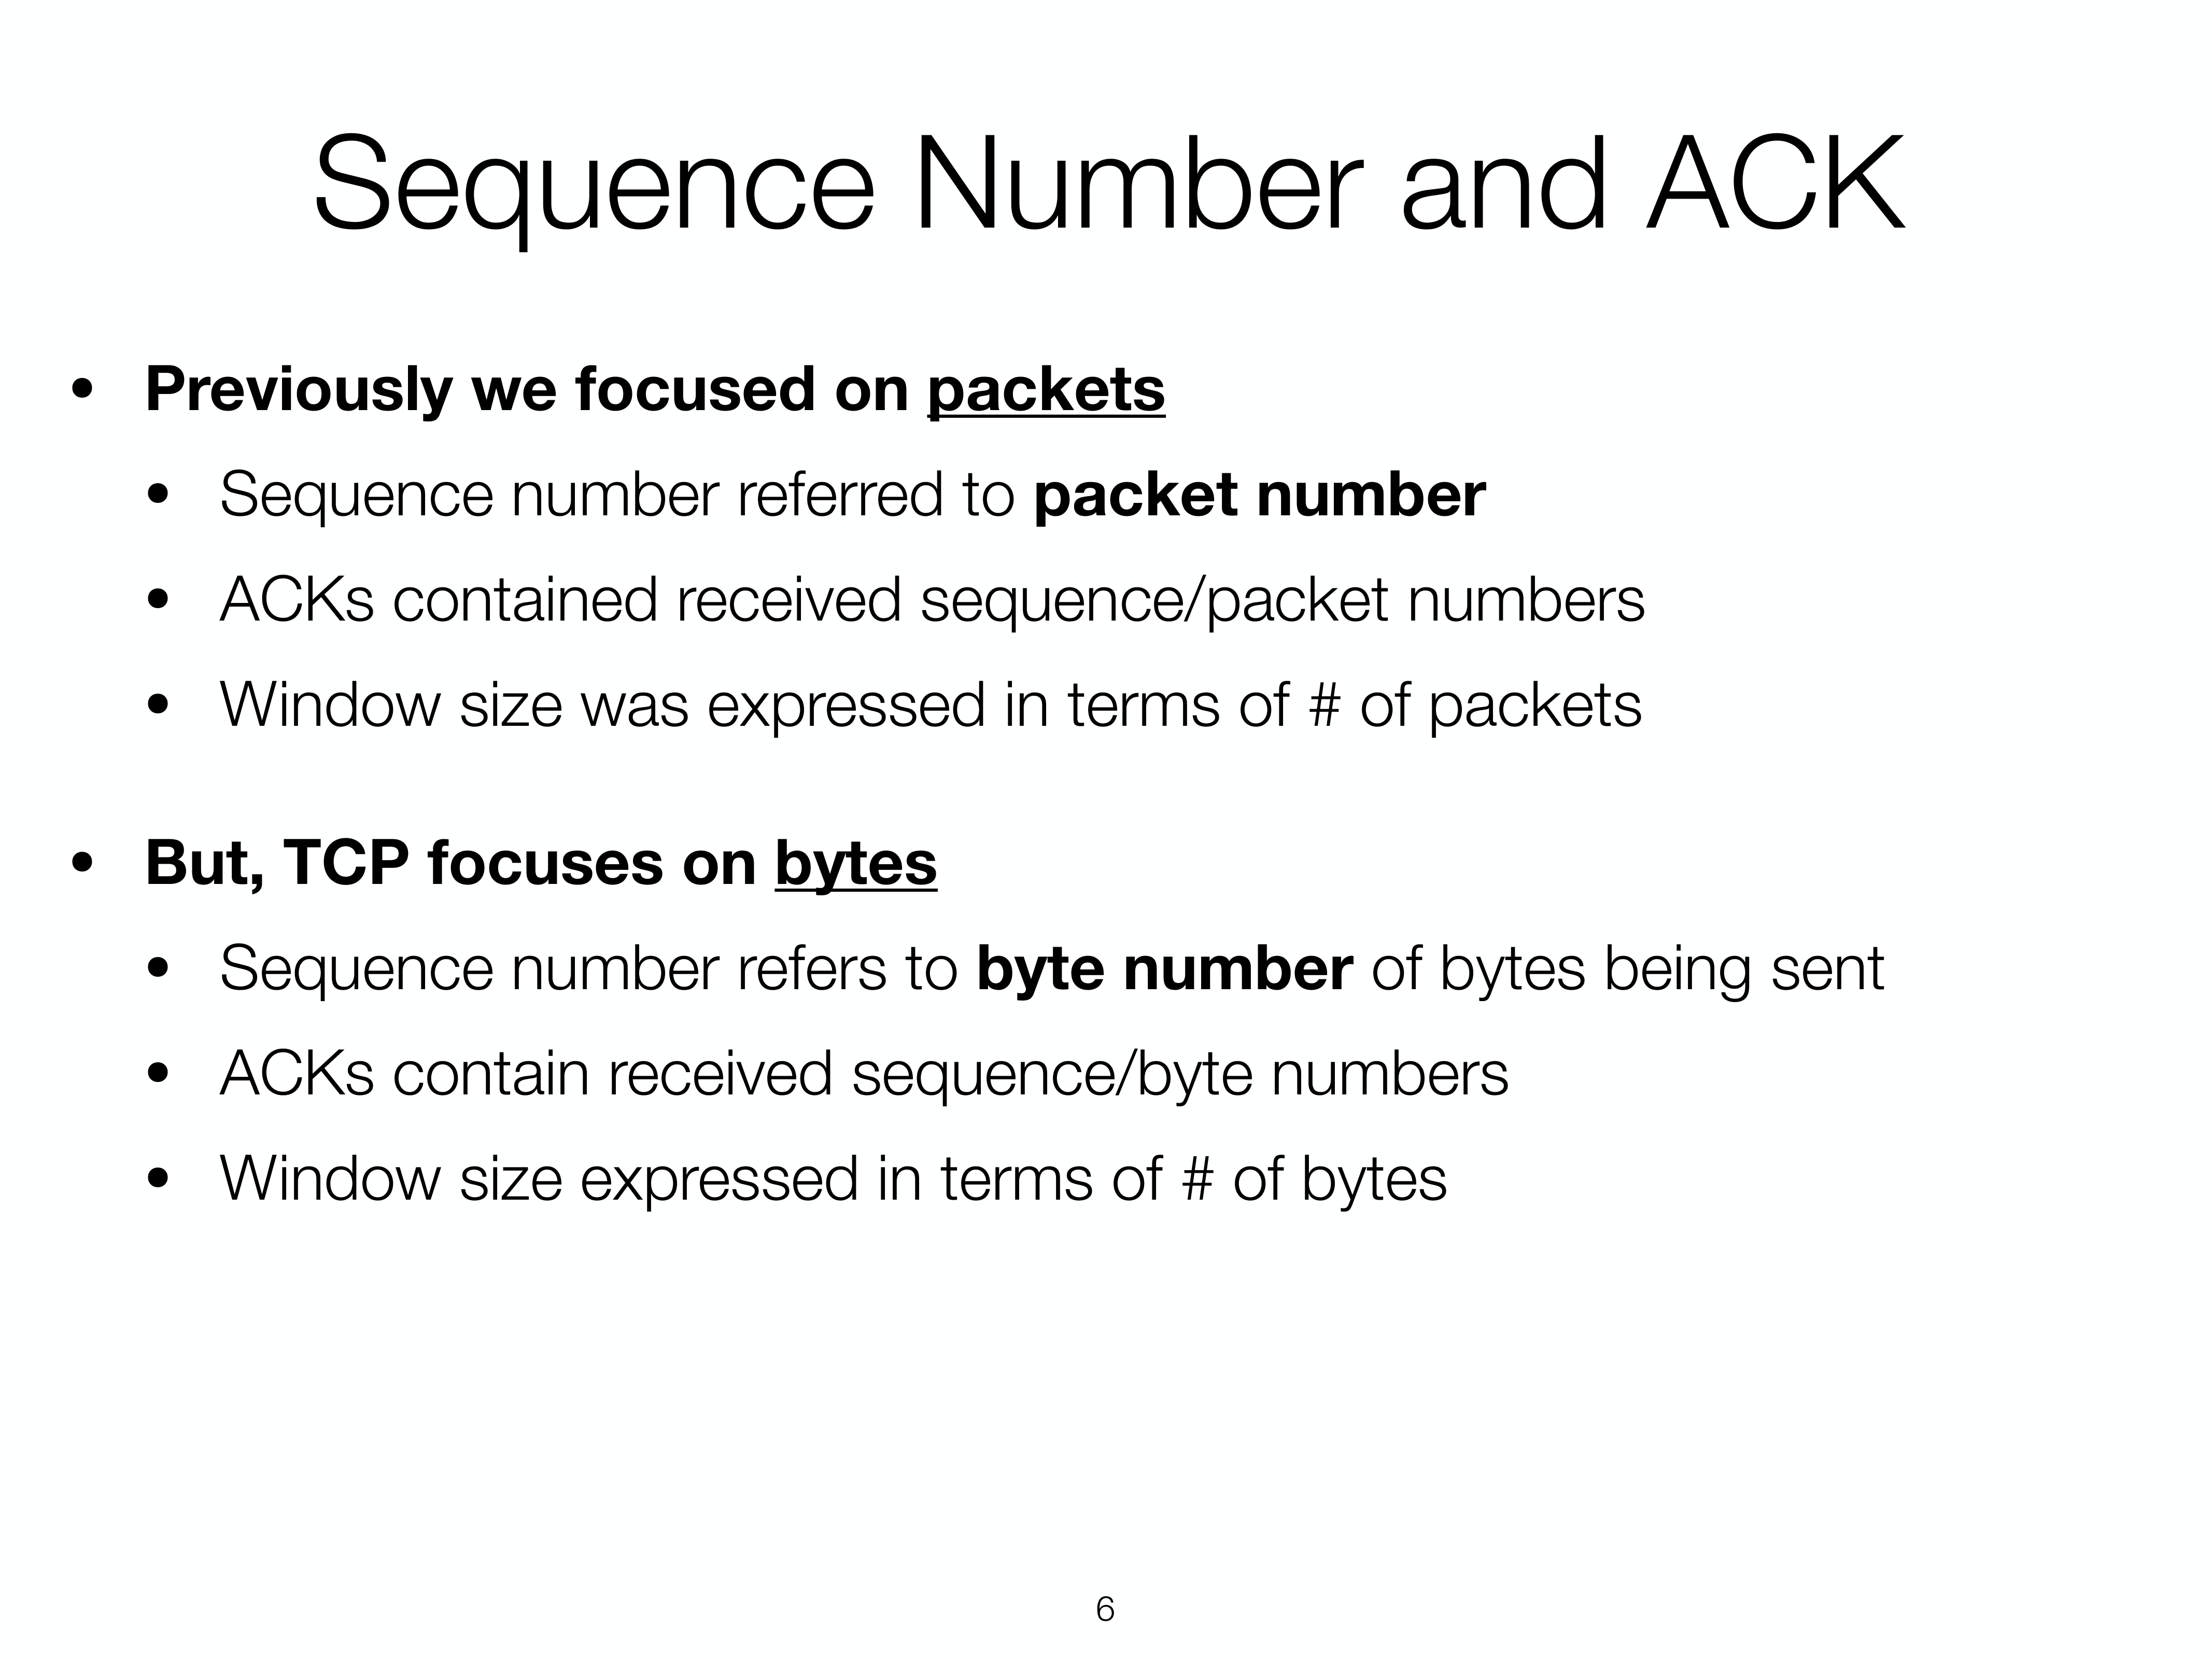 Sequence Number and ACK
• Previously we focused on packets
• Sequence number referred to packet number
• ACKs contained received sequence/packet numbers
• Window size was expressed in terms of # of packets
• But, TCP focuses on bytes
• Sequence number refers to byte number of bytes being sent
• ACKs contain received sequence/byte numbers
• Window size expressed in terms of # of bytes
6